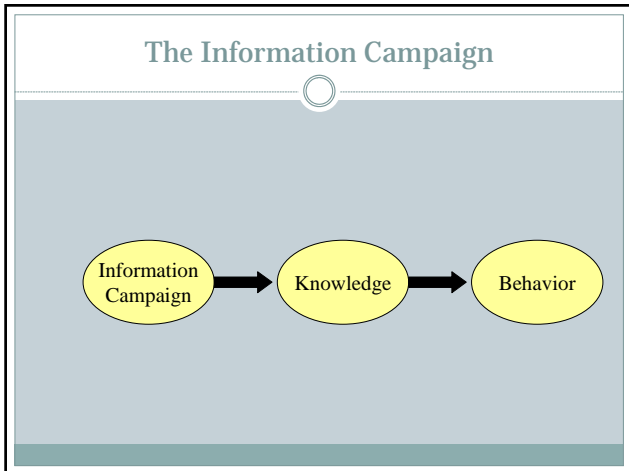 The Information Campaign
Information
Campaign
Knowledge
Behavior